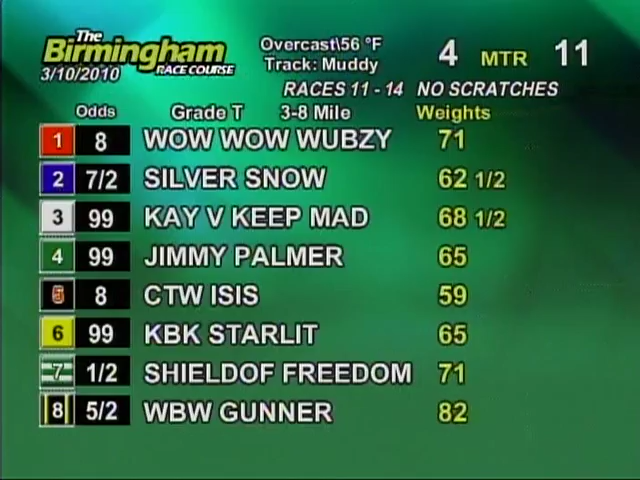 The
Birmingham
RACE COURSE
3/10/2010
Overcast\56 °F
Track: Muddy
4 MTR 11
RACES 11 - 14 NO SCRATCHES
Odds Grade T 3-8 Mile Weights
1 8 WOW WOW WUBZY 71
2 7/2 SILVER SNOW 62 1/2
3 99 KAY V KEEP MAD 68 1/2
4 99 JIMMY PALMER 65
5 8 CTW ISIS 59
6 99 KBK STARLIT 65
7 1/2 SHIELDOF FREEDOM 71
8 5/2 WBW GUNNER 82